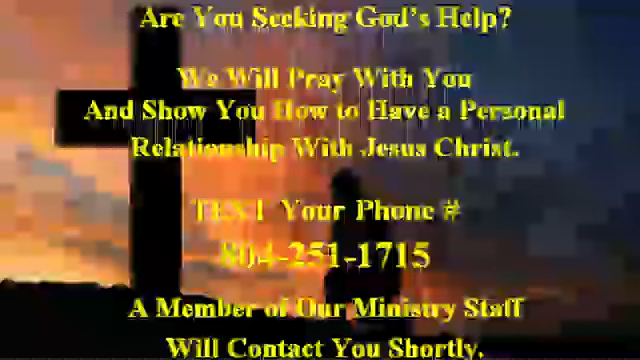 Are You Seeking God's Help?
We Will Pray With You
And Show You How to Have a Personal
Relationship With Jesus Christ.
TEXT Your Phone #
804-251-1715
A Member of Our Ministry Staff
Will Contact You Shortly.